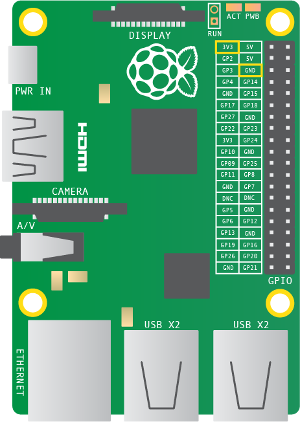 ACT PWB
DISPLAY
RUN
PWR IN
3V3 5V
GP2 5V
GP3 GND
GP4 GP14
GND GP15
GP17 GP18
GP27 GND
GP22 GP23
3V3 GP24
GP10 GND
GP09 GP25
GP11 GP8
GND GP7
DNC DNC
GP5 GND
GP6 GP12
GP13 GND
GP19 GP16
GP26 GP20
GND GP21
HDMI
CAMERA
A/V
GPIO
ETHERNET
USB X2
USB X2